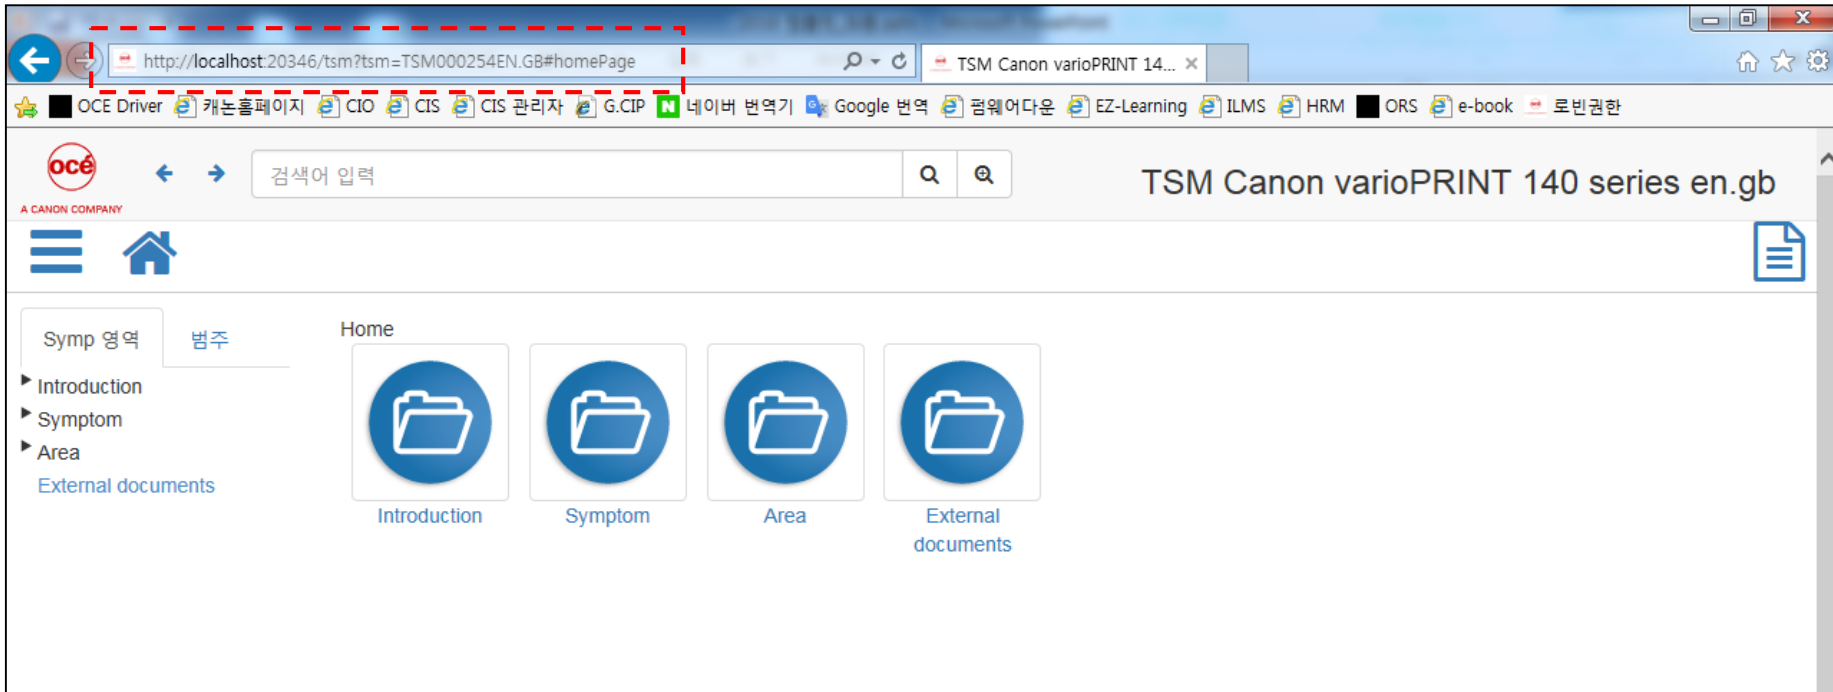 http://localhost:20346/tsm?tsm=TSM000254EN.GB#homePage
TSM Canon varioPRINT 14...
OCE Driver 캐논홈페이지 CIO CIS CIS 관리자 G.CIP N 네이버 번역기 Google 번역 펌웨어다운 EZ-Learning ILMS HRM ORS e-book 로빈권한
océ
A CANON COMPANY
검색어 입력
TSM Canon varioPRINT 140 series en.gb
Symp 영역 범주
Introduction
Symptom
Area
External documents
Home
Introduction Symptom Area External
documents